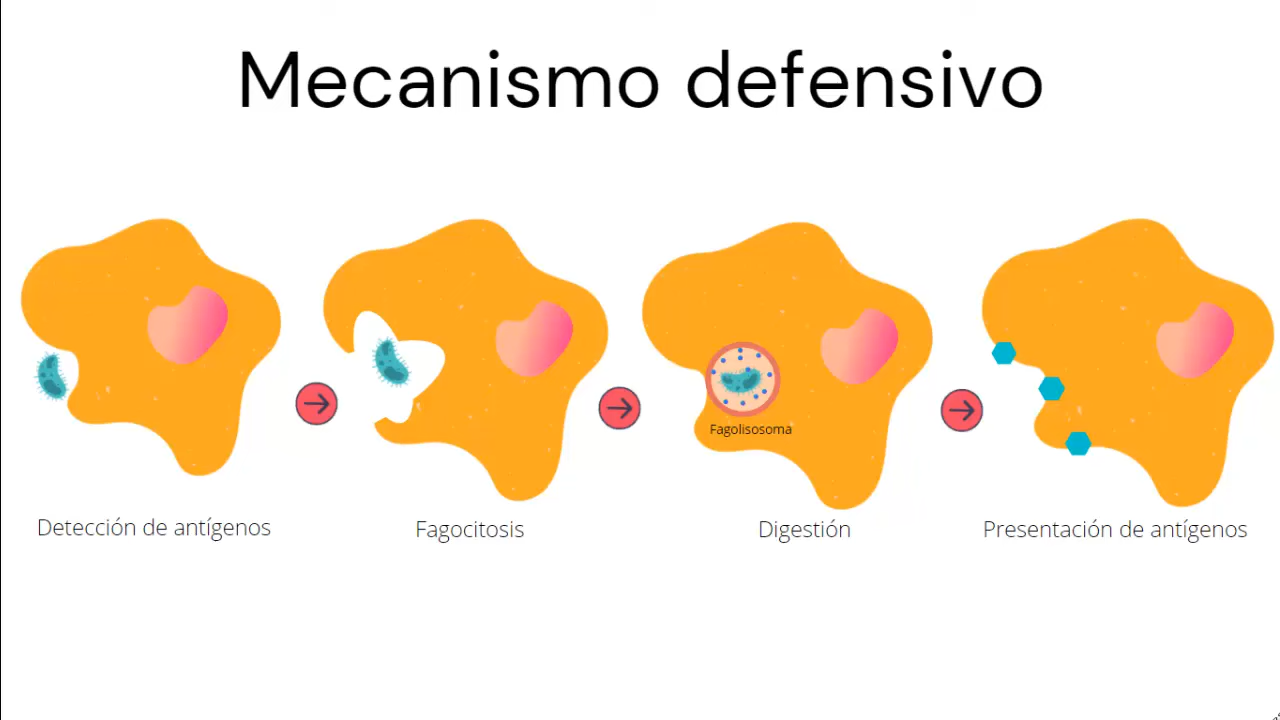 Mecanismo defensivo
Fagolisosoma
Detección de antígenos
Fagocitosis
Digestión
Presentación de antígenos